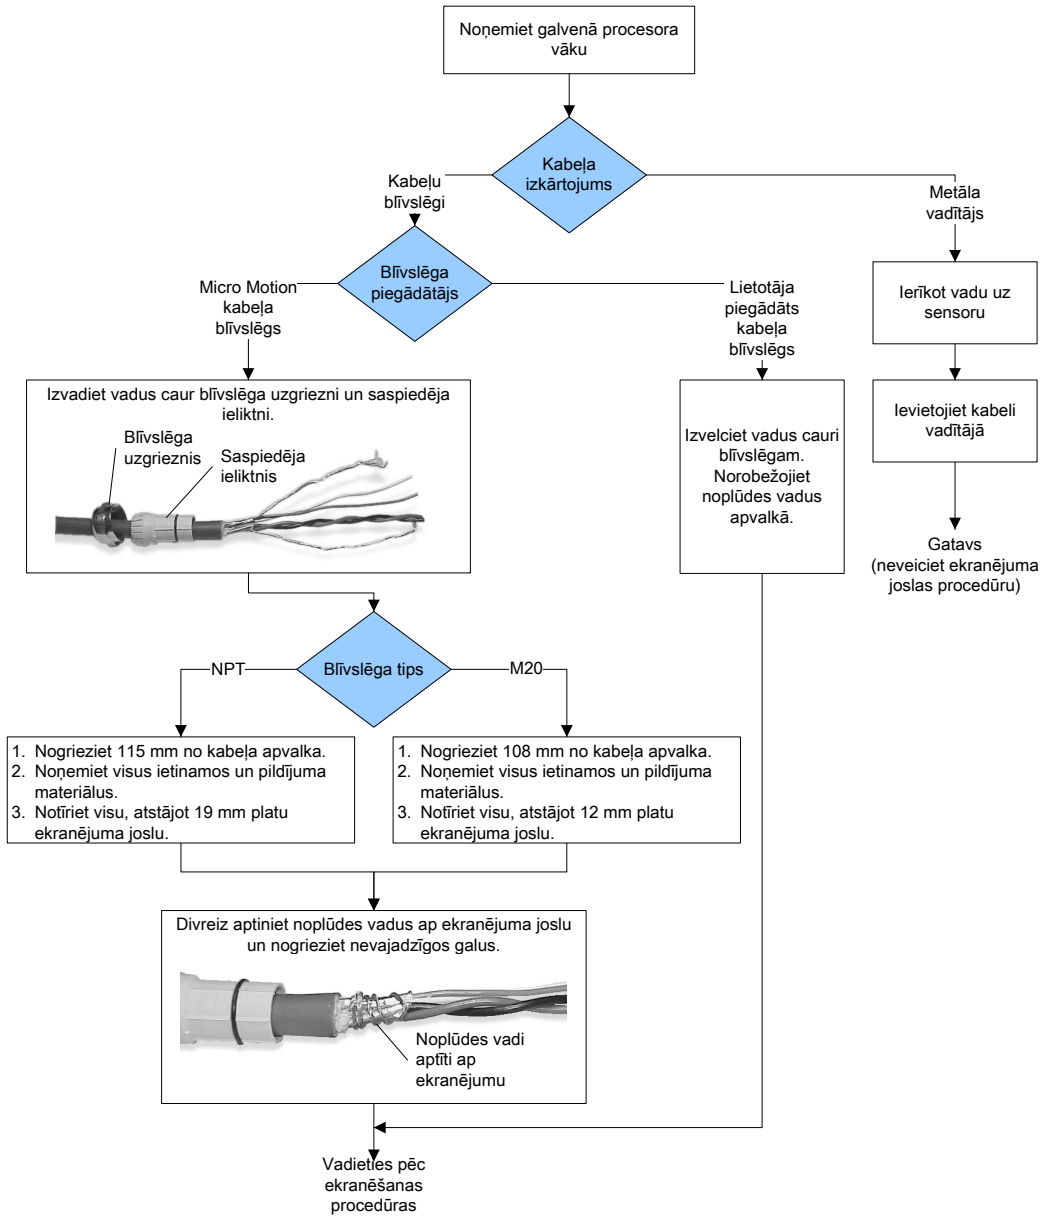 Noņemiet galvenā procesora
vāku
Kabeļa
izkārtojums
Kabeļu
blīvslēgi
Metāla
vadītājs
Blīvslēga
piegādātājs
Micro Motion
kabeļa
blīvslēgs
Lietotāja
piegādāts
kabeļa
blīvslēgs
Ierīkot vadu uz
sensoru
Ievietojiet kabeli
vadītājā
Gatavs
(neveiciet ekranējuma
joslas procedūru)
Izvadiet vadus caur blīvslēga uzgriezni un saspiedēja
ieliktni.
Blīvslēga
uzgrieznis
Saspiedēja
ieliktnis
Izvelciet vadus cauri
blīvslēgam.
Norobežojiet
noplūdes vadus
apvalkā.
Blīvslēga tips
NPT
M20
1. Nogrieziet 115 mm no kabeļa apvalka.
2. Noņemiet visus ietinamos un pildījuma
materiālus.
3. Notīriet visu, atstājot 19 mm platu
ekranējuma joslu.
1. Nogrieziet 108 mm no kabeļa apvalka.
2. Noņemiet visus ietinamos un pildījuma
materiālus.
3. Notīriet visu, atstājot 12 mm platu
ekranējuma joslu.
Divreiz aptiniet noplūdes vadus ap ekranējuma joslu
un nogrieziet nevajadzīgos galus.
Noplūdes vadi
aptīti ap
ekranējumu
Vadieties pēc
ekranēšanas
procedūras